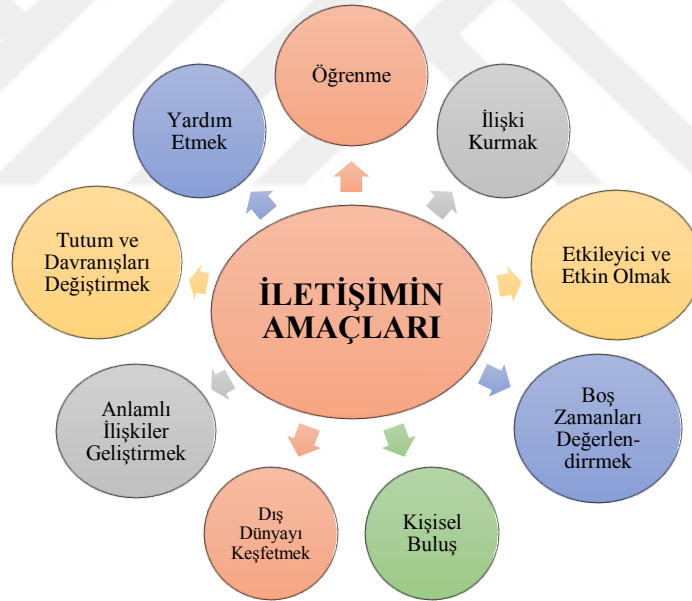 Öğrenme
İlişki
Kurmak
Etkileyici ve
Etkin Olmak
Boş
Zamanları
Değerlen-
dirrmek
Kişisel
Buluş
Dış
Dünyayı
Keşfetmek
Anlamlı
İlişkiler
Geliştirmek
Tutum ve
Davranışları
Değiştirmek
Yardım
Etmek
İLETİŞİMİN
AMAÇLARI